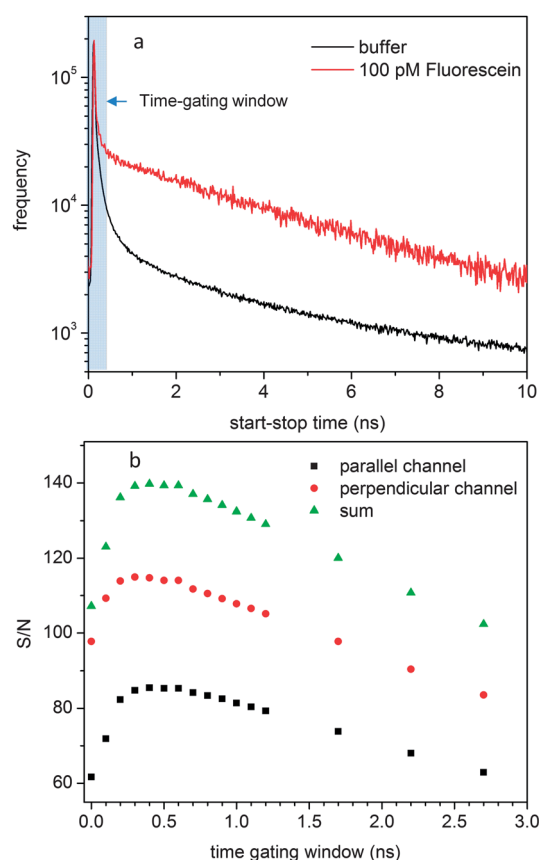 a
buffer
100 pM Fluorescein
Time-gating window
10^5
10^4
10^3
frequency
0 2 4 6 8 10
start-stop time (ns)
b
parallel channel
perpendicular channel
sum
140
120
100
80
60
S/N
0.0 0.5 1.0 1.5 2.0 2.5 3.0
time gating window (ns)